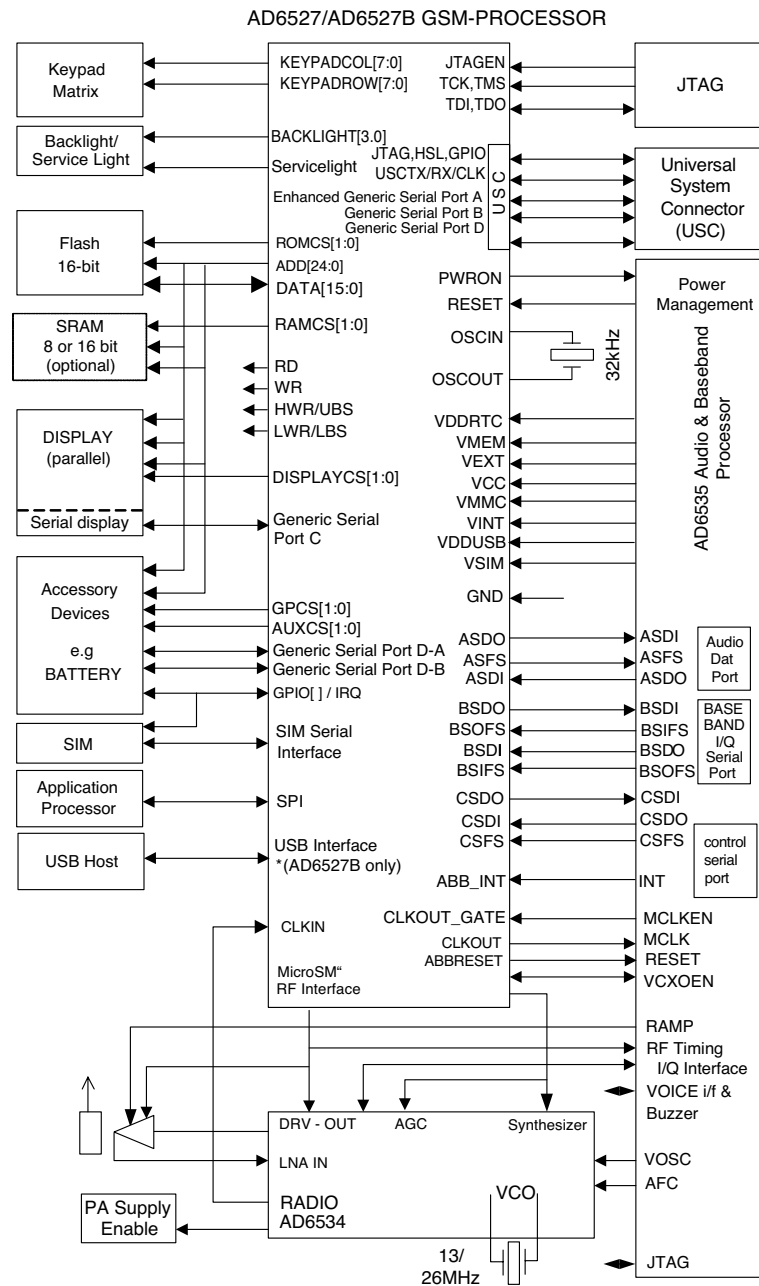 AD6527/AD6527B GSM-PROCESSOR
Keypad
Matrix
Backlight/
Service Light
Flash
16-bit
SRAM
8 or 16 bit
(optional)
DISPLAY
(parallel)
Serial display
Accessory
Devices
e.g
BATTERY
SIM
Application
Processor
USB Host
KEYPADCOL[7:0]
KEYPADROW[7:0]
BACKLIGHT[3.0]
Servicelight
ROMCS[1:0]
ADD[24:0]
DATA[15:0]
RAMCS[1:0]
RD
WR
HWR/UBS
LWR/LBS
DISPLAYCS[1:0]
Generic Serial
Port C
GPCS[1:0]
AUXCS[1:0]
Generic Serial Port D-A
Generic Serial Port D-B
GPIO[ ] / IRQ
SIM Serial
Interface
SPI
USB Interface
*(AD6527B only)
CLKIN
MicroSM“
RF Interface
JTAGEN
TCK,TMS
TDI,TDO
JTAG,HSL,GPIO
USCTX/RX/CLK
Enhanced Generic Serial Port A
Generic Serial Port B
Generic Serial Port D
USC
PWRON
RESET
OSCIN
OSCOUT
32kHz
VDDRTC
VMEM
VEXT
VCC
VMMC
VINT
VDDUSB
VSIM
GND
ASDO
ASFS
ASDI
BSDO
BSOFS
BSDI
BSIFS
CSDO
CSDI
CSFS
ABB_INT
CLKOUT_GATE
CLKOUT
ABBRESET
JTAG
Universal
System
Connector
(USC)
Power
Management
AD6535 Audio & Baseband
Processor
ASDI
ASFS
ASDO
Audio
Dat
Port
BSDI
BSIFS
BSDO
BSOFS
BASE
BAND
I/Q
Serial
Port
CSDI
CSDO
CSFS
control
serial
port
INT
MCLKEN
MCLK
RESET
VCXOEN
RAMP
RF Timing
I/Q Interface
VOICE i/f &
Buzzer
VOSC
AFC
JTAG
DRV - OUT
AGC
Synthesizer
LNA IN
RADIO
AD6534
VCO
PA Supply
Enable
13/
26MHz